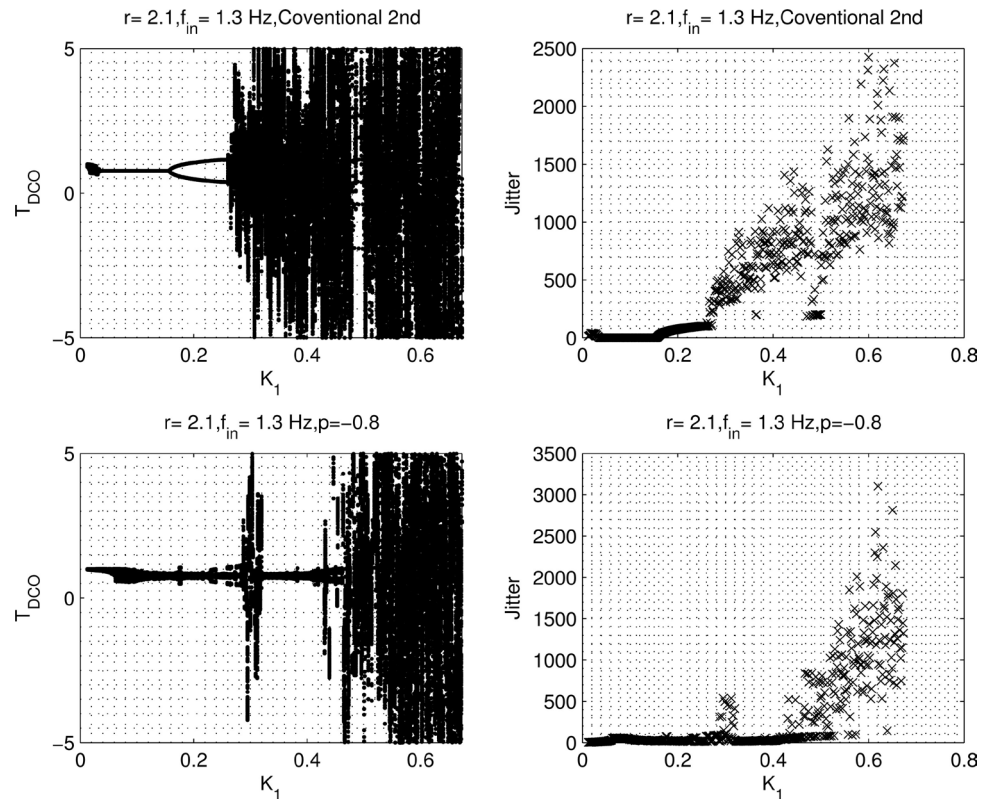 r= 2.1,f_in= 1.3 Hz,Coventional 2nd
5
0
−5
T_DCO
0 0.2 0.4 0.6
K_1
r= 2.1,f_in= 1.3 Hz,Coventional 2nd
2500
2000
1500
1000
500
0
Jitter
0 0.2 0.4 0.6 0.8
K_1
r= 2.1,f_in= 1.3 Hz,p=−0.8
5
0
−5
T_DCO
0 0.2 0.4 0.6
K_1
r= 2.1,f_in= 1.3 Hz,p=−0.8
3500
3000
2500
2000
1500
1000
500
0
Jitter
0 0.2 0.4 0.6 0.8
K_1